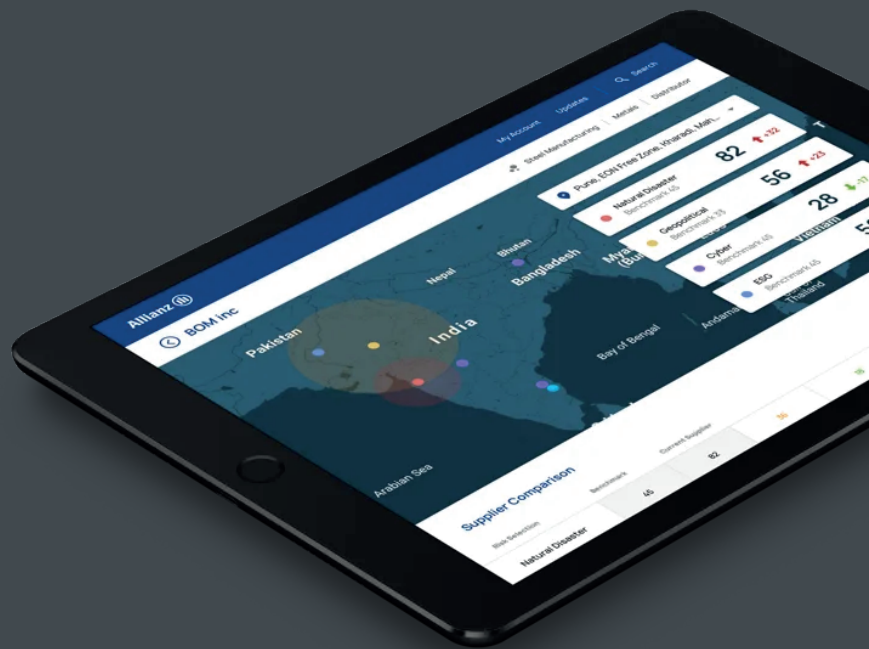 My Account Updates Search
Steel Manufacturing Metals Distributor
Allianz
BOM inc
Pune, EON Free Zone, Kharadi, Mah...
Natural Disaster 82 +32
Benchmark 45
Geopolitical 56 +23
Benchmark 33
Cyber 28 -17
Benchmark 45
ESG
Benchmark 45
Pakistan
Nepal
Bhutan
Bangladesh
India
Vietnam
Thailand
Bay of Bengal
Arabian Sea
Supplier Comparison
Risk Selection Benchmark Current Supplier
Natural Disaster 45 82